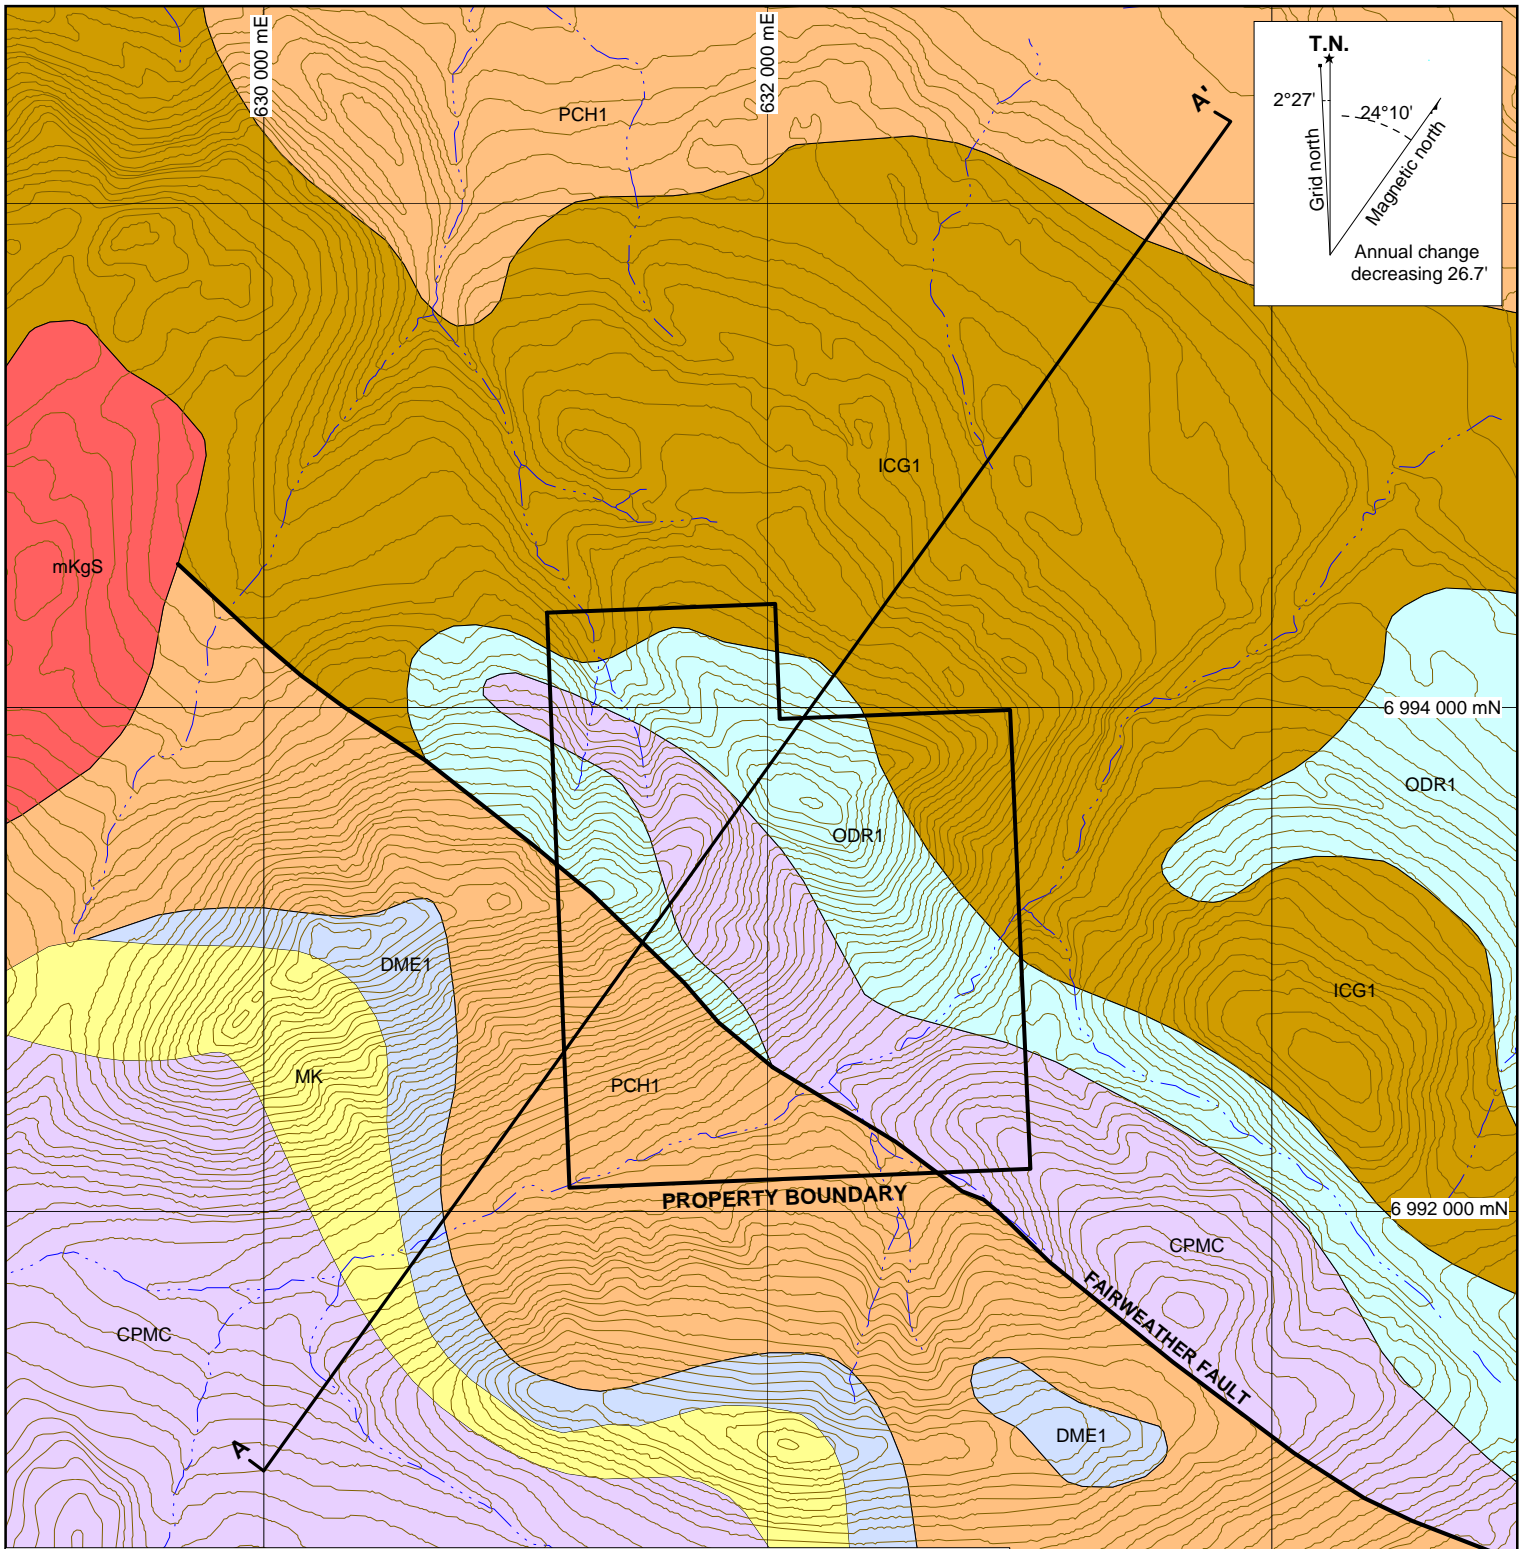 630 000 mE
632 000 mE
A'
T.N.
2°27'
24°10'
Grid north
Magnetic north
Annual change
decreasing 26.7'
PCH1
ICG1
mKgS
6 994 000 mN
ODR1
ODR1
DME1
ICG1
MK
PCH1
PROPERTY BOUNDARY
6 992 000 mN
CPMC
FAIRWEATHER FAULT
CPMC
A
DME1